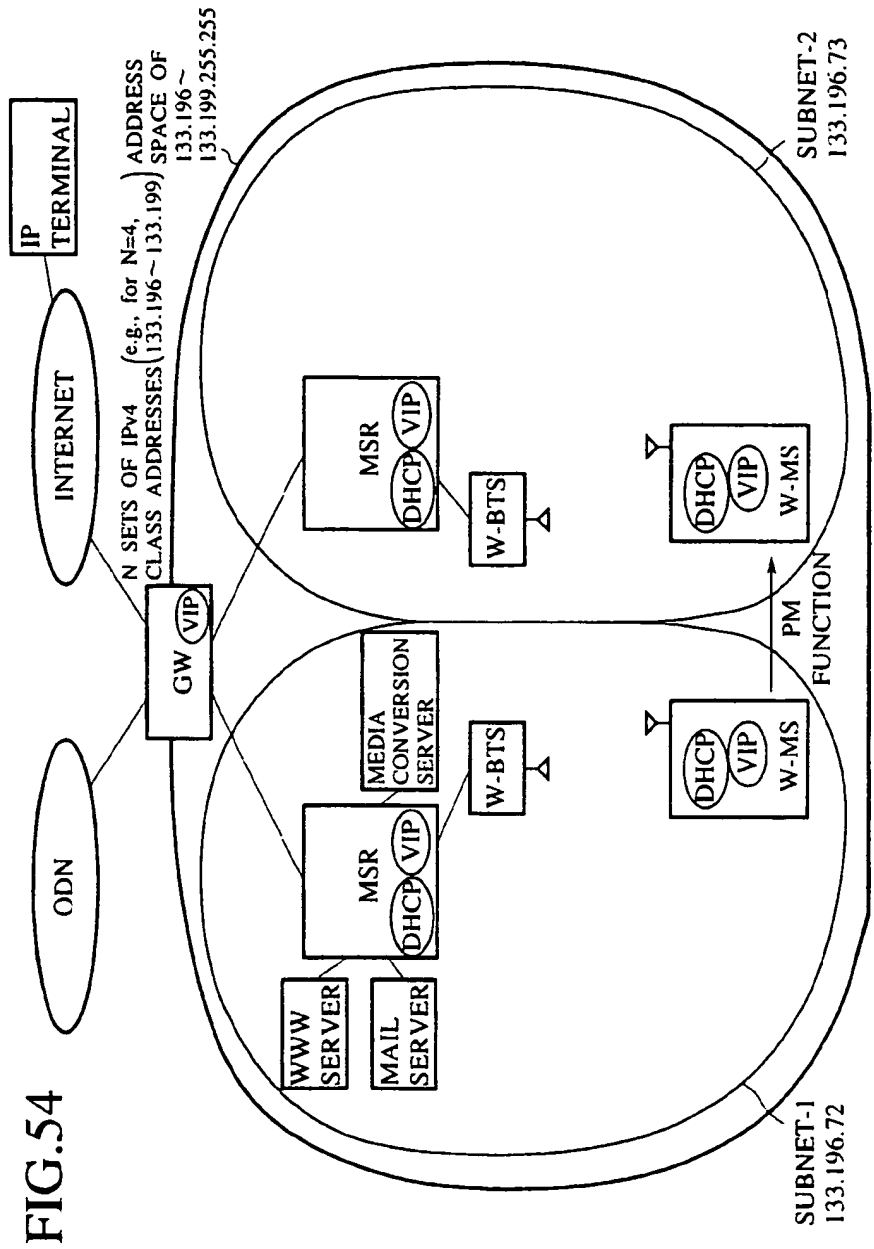 FIG.54
ODN
INTERNET
IP
TERMINAL
GW
VIP
N SETS OF IPv4
CLASS ADDRESSES
(e.g., for N=4,
133.196~133.199)
ADDRESS
SPACE OF
133.196~
133.199.255.255
WWW
SERVER
MAIL
SERVER
MSR
DHCP
VIP
MEDIA
CONVERSION
SERVER
W-BTS
MSR
DHCP
VIP
W-BTS
DHCP
VIP
W-MS
PM
FUNCTION
DHCP
VIP
W-MS
SUBNET-1
133.196.72
SUBNET-2
133.196.73